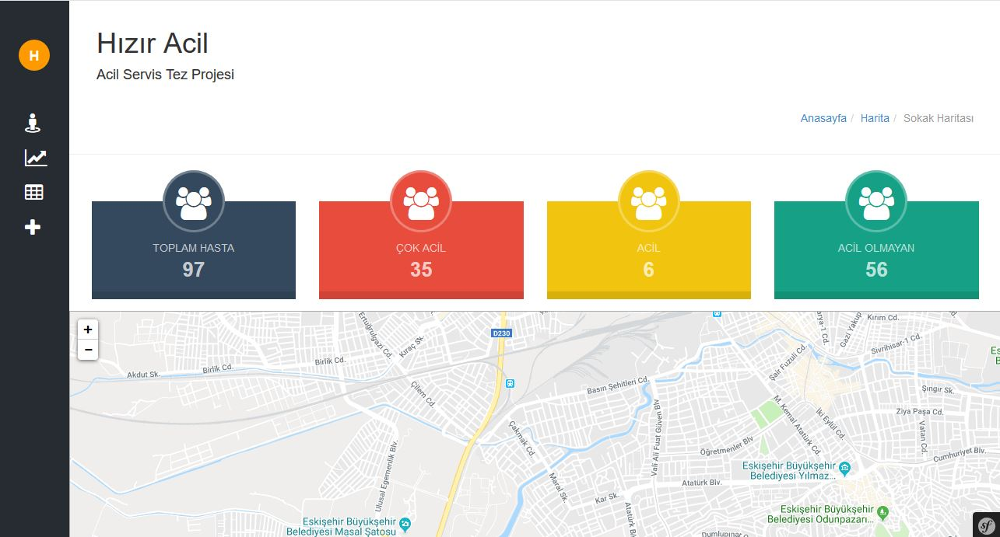 H
Hızır Acil
Acil Servis Tez Projesi
Anasayfa / Harita / Sokak Haritası
TOPLAM HASTA
97
ÇOK ACİL
35
ACİL
6
ACİL OLMAYAN
56
+
−
Ertuğrulgazi Cd.
Kıraç Sk.
D230
Kırım Cd.
Gazi Yakup
Sivrihisar-1 Cd.
Şair Fuzuli Cd.
Birlik Cd.
Birlik Cd.
Akdut Sk.
Çilem Cd.
Basın Şehitleri Cd.
Şıngır Sk.
M. Kemal Atatürk Cd.
İki Eylül Cd.
Ziya Paşa Cd.
Vatan Cd.
Vali Ali Fuat Güven Blv
Çakmak Cd.
Öğretmenler Blv
Cumhuriyet Blv.
Ulusal Egemenlik Blv.
Maral Sk.
Eskişehir Büyükşehir
Belediyesi Yılmaz...
Atatürk Blv.
Kar Sk.
Atatürk Blv.
Eskişehir Büyükşehir
Belediyesi Odunpazarı...
Eskişehir Büyükşehir
Belediyesi Masal Şatosu
Dumlupınar
sf